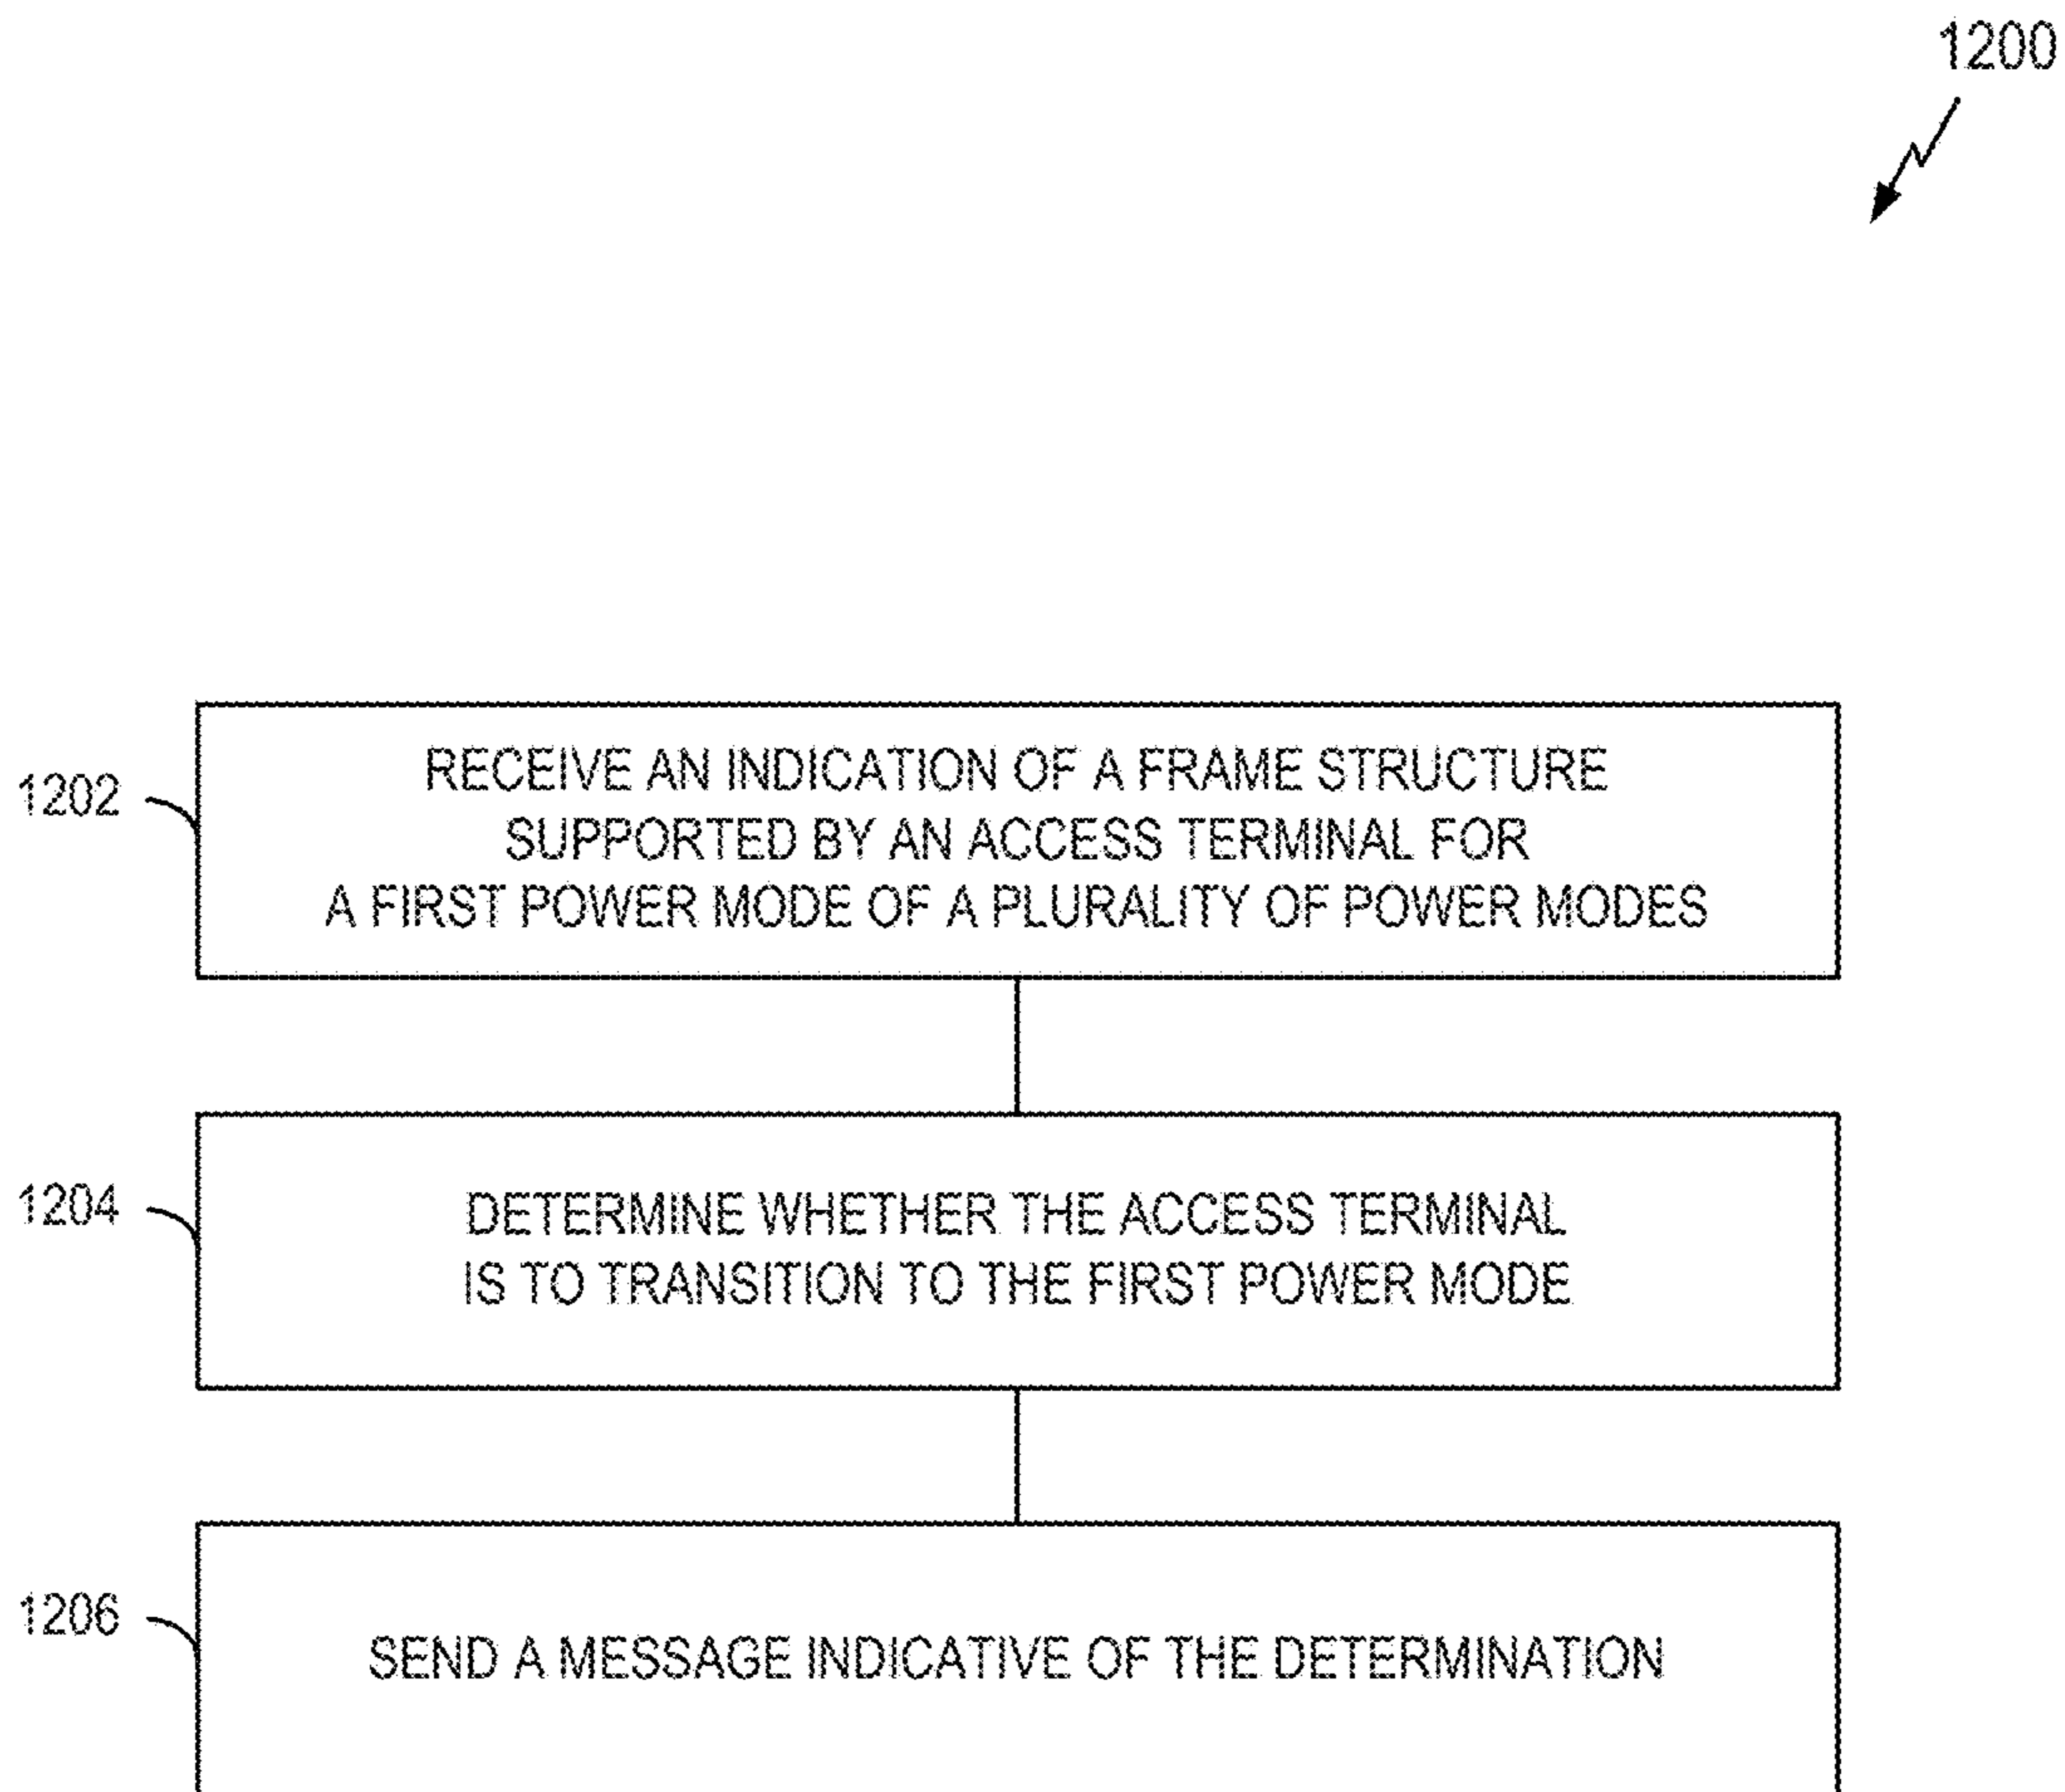 1200
1202
RECEIVE AN INDICATION OF A FRAME STRUCTURE
SUPPORTED BY AN ACCESS TERMINAL FOR
A FIRST POWER MODE OF A PLURALITY OF POWER MODES
1204
DETERMINE WHETHER THE ACCESS TERMINAL
IS TO TRANSITION TO THE FIRST POWER MODE
1206
SEND A MESSAGE INDICATIVE OF THE DETERMINATION